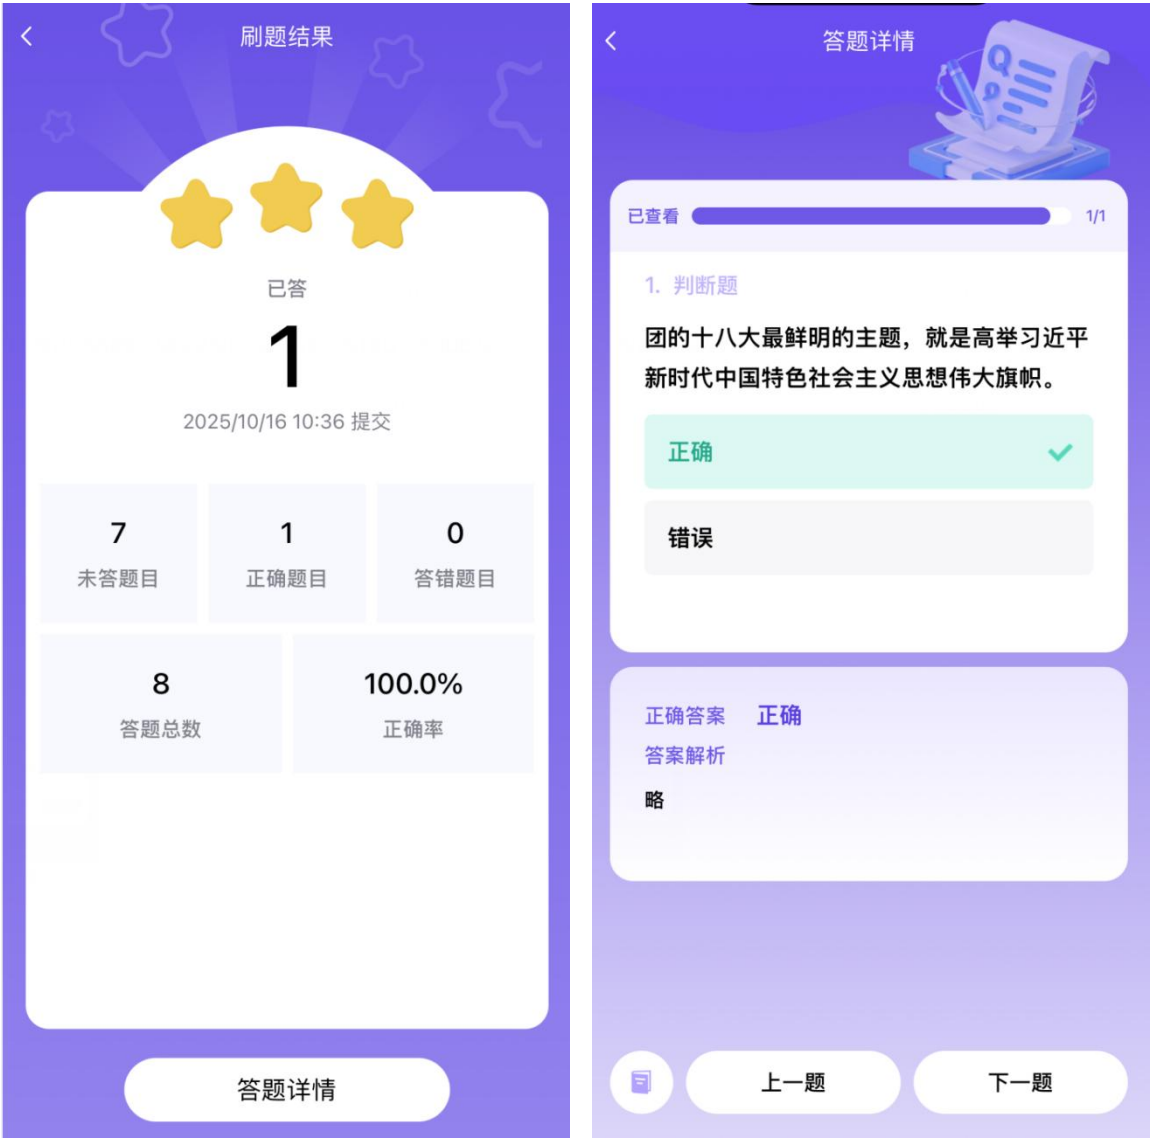 刷题结果
已答
1
2025/10/16 10:36 提交
7
未答题目
1
正确题目
0
答错题目
8
答题总数
100.0%
正确率
答题详情
答题详情
Q
已查看
1/1
1. 判断题
团的十八大最鲜明的主题，就是高举习近平
新时代中国特色社会主义思想伟大旗帜。
正确
错误
正确答案 正确
答案解析
略
上一题
下一题